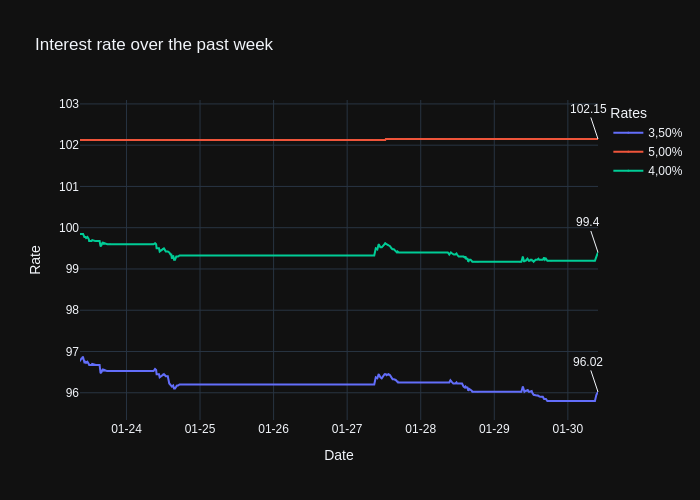 Interest rate over the past week
103
102
101
100
99
98
97
96
Rate
102.15
99.4
96.02
Rates
3,50%
5,00%
4,00%
01-24 01-25 01-26 01-27 01-28 01-29 01-30
Date